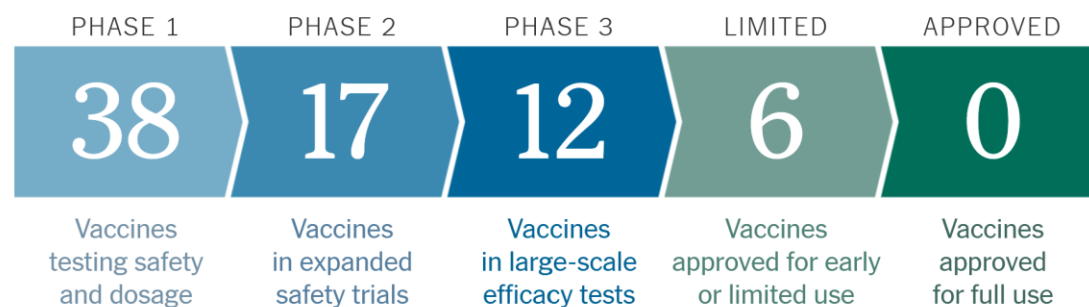 PHASE 1 PHASE 2 PHASE 3 LIMITED APPROVED
38 17 12 6 0
Vaccines
testing safety
and dosage
Vaccines
in expanded
safety trials
Vaccines
in large-scale
efficacy tests
Vaccines
approved for early
or limited use
Vaccines
approved
for full use